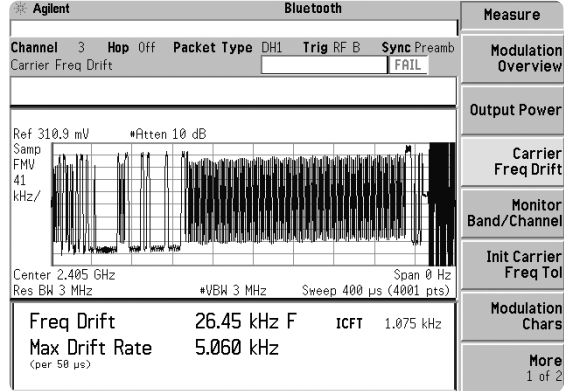 Agilent Bluetooth Measure
Channel 3 Hop Off Packet Type DH1 Trig RF B Sync Preamb
Carrier Freq Drift FAIL
Ref 310.9 mV #Atten 10 dB
Samp
FMV
41
kHz/
Center 2.405 GHz Span 0 Hz
Res BW 3 MHz #VBW 3 MHz Sweep 400 µs (4001 pts)
Freq Drift 26.45 kHz F ICFT 1.075 kHz
Max Drift Rate 5.060 kHz
(per 50 µs)
Modulation
Overview
Output Power
Carrier
Freq Drift
Monitor
Band/Channel
Init Carrier
Freq Tol
Modulation
Chars
More
1 of 2